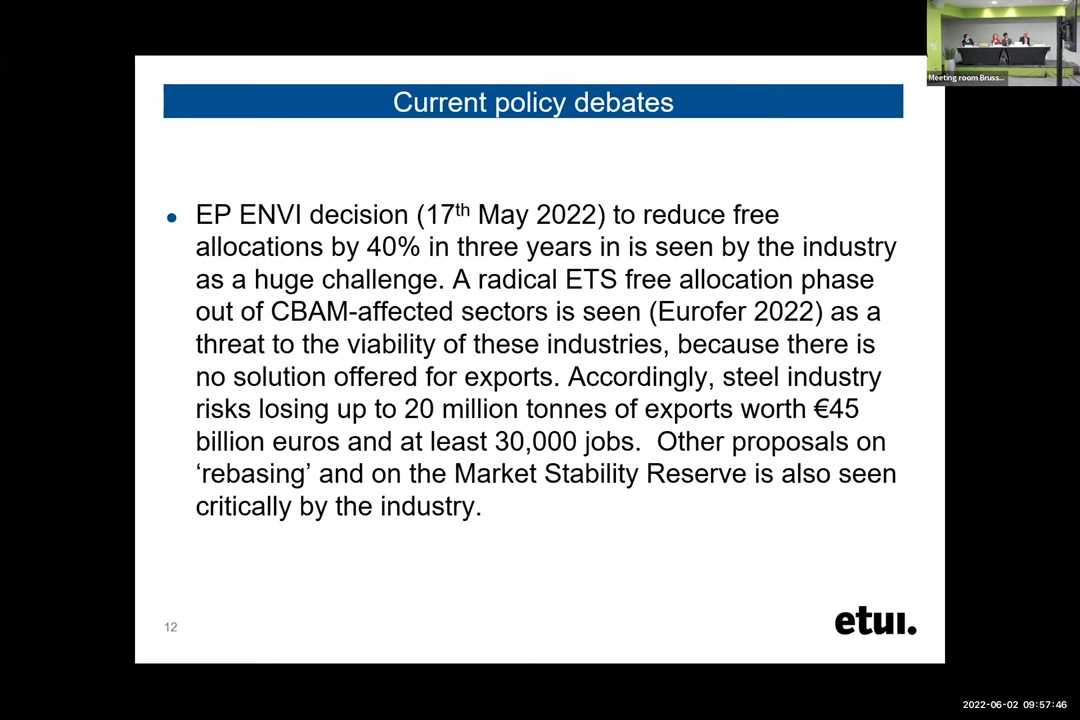 Meeting room Bruss...
Current policy debates
• EP ENVI decision (17th May 2022) to reduce free
allocations by 40% in three years in is seen by the industry
as a huge challenge. A radical ETS free allocation phase
out of CBAM-affected sectors is seen (Eurofer 2022) as a
threat to the viability of these industries, because there is
no solution offered for exports. Accordingly, steel industry
risks losing up to 20 million tonnes of exports worth €45
billion euros and at least 30,000 jobs.  Other proposals on
‘rebasing’ and on the Market Stability Reserve is also seen
critically by the industry.
12
etui.
2022-06-02 09:57:46